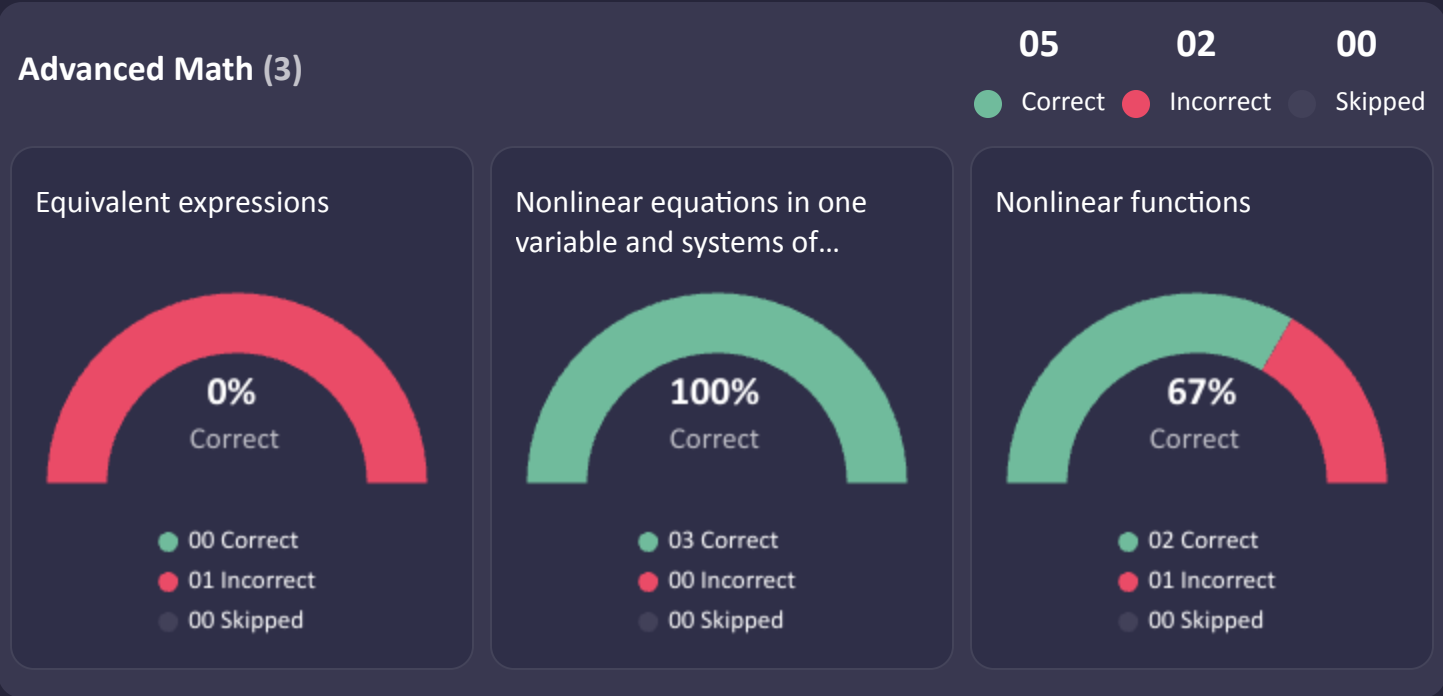 Advanced Math (3)
05 02 00
Correct Incorrect Skipped
Equivalent expressions
0%
Correct
00 Correct
01 Incorrect
00 Skipped
Nonlinear equations in one
variable and systems of...
100%
Correct
03 Correct
00 Incorrect
00 Skipped
Nonlinear functions
67%
Correct
02 Correct
01 Incorrect
00 Skipped